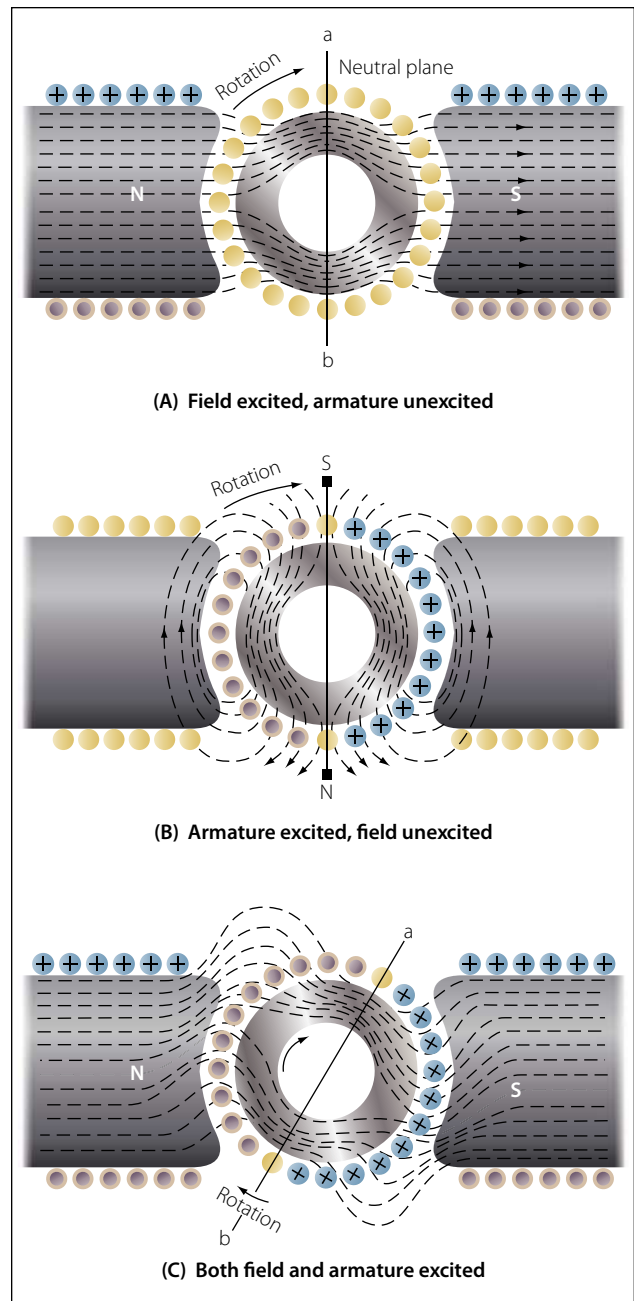 a
Rotation
Neutral plane
N
S
b
(A) Field excited, armature unexcited
S
Rotation
N
(B) Armature excited, field unexcited
a
N
S
Rotation
b
(C) Both field and armature excited